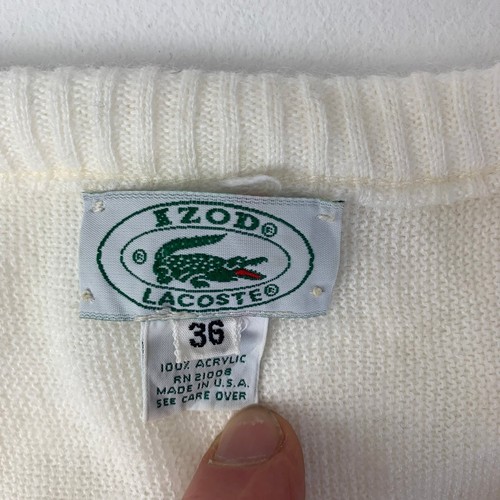 IZOD®
®
LACOSTE®
36
100% ACRYLIC
RN 21008
MADE IN U.S.A.
SEE CARE OVER